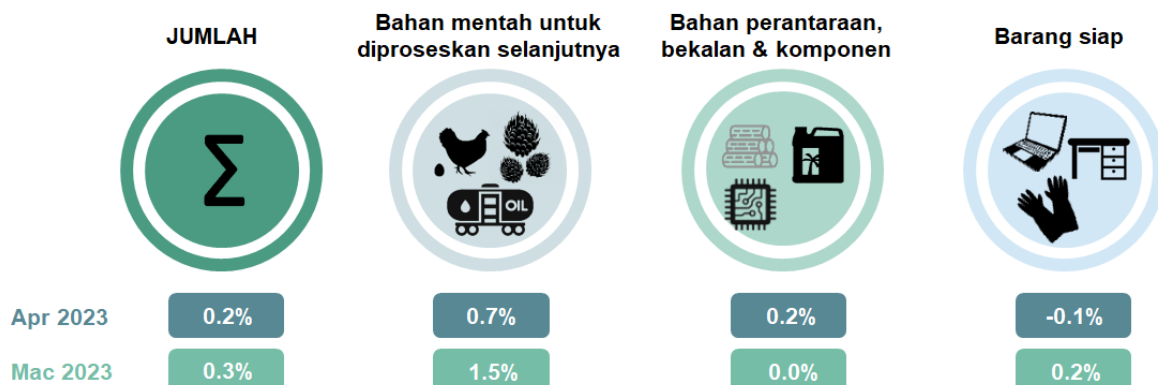 JUMLAH
Bahan mentah untuk
diproseskan selanjutnya
Bahan perantaraan,
bekalan & komponen
Barang siap
Σ
OIL
Apr 2023 0.2% 0.7% 0.2% -0.1%
Mac 2023 0.3% 1.5% 0.0% 0.2%